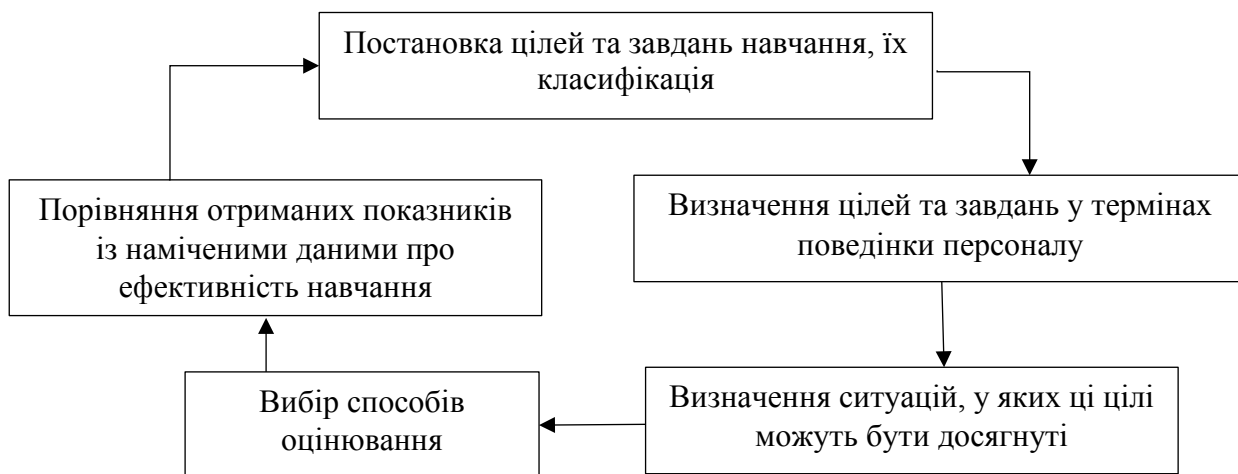 Постановка цілей та завдань навчання, їх
класифікація
Визначення цілей та завдань у термінах
поведінки персоналу
Визначення ситуацій, у яких ці цілі
можуть бути досягнуті
Вибір способів
оцінювання
Порівняння отриманих показників
із наміченими даними про
ефективність навчання